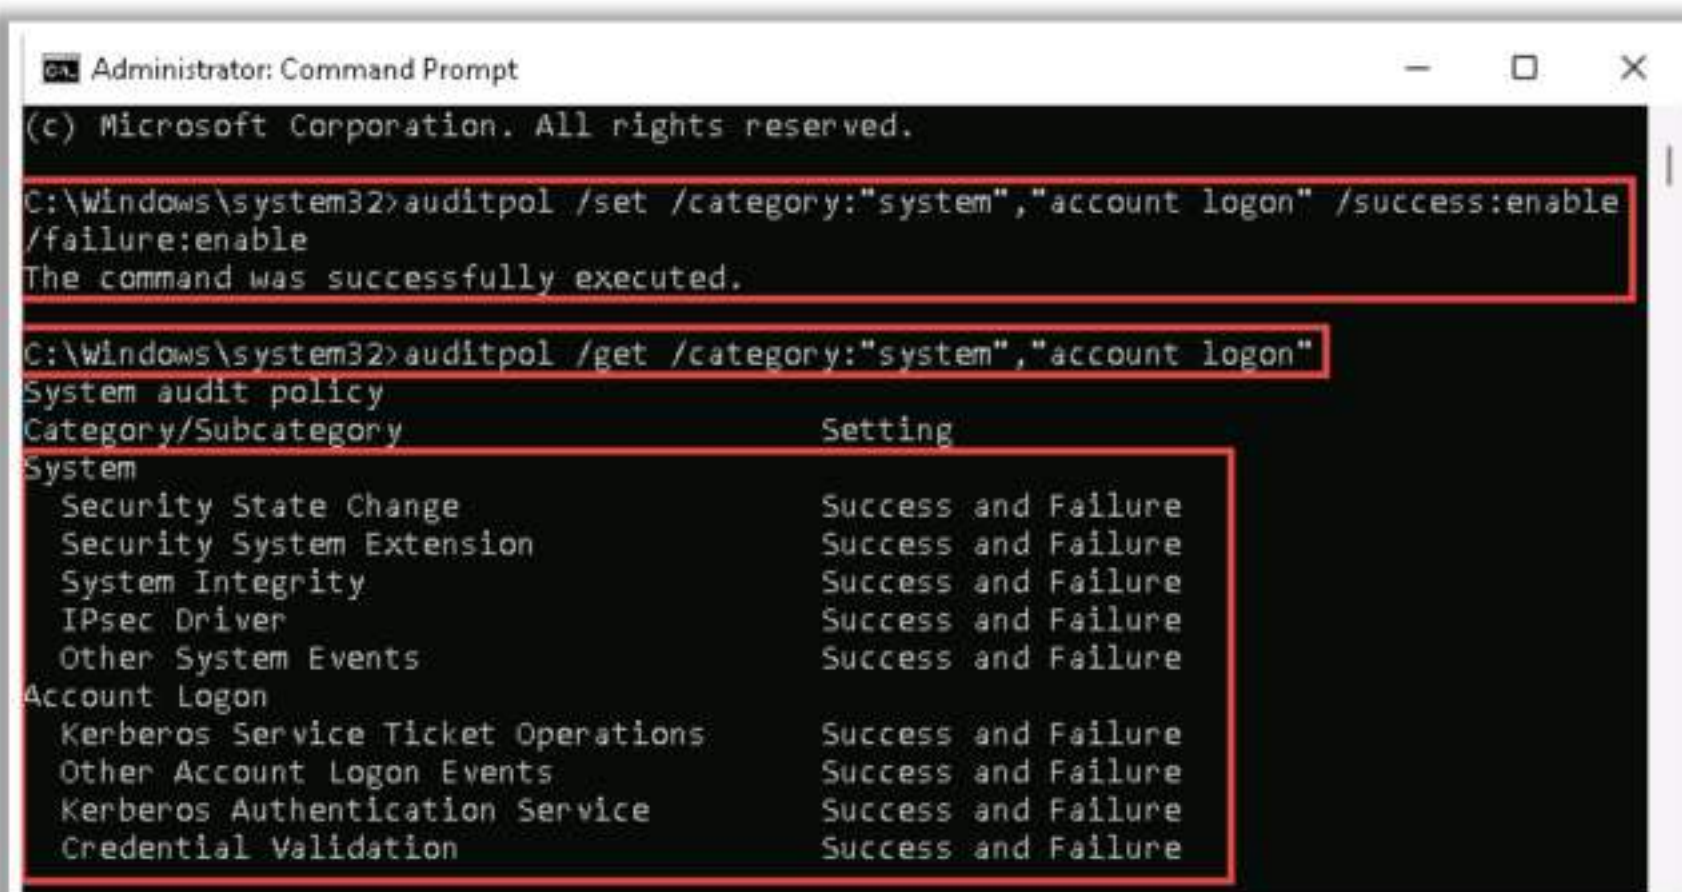 Administrator: Command Prompt
(c) Microsoft Corporation. All rights reserved.
C:\Windows\system32>auditpol /set /category:"system","account logon" /success:enable
/failure:enable
The command was successfully executed.
C:\Windows\system32>auditpol /get /category:"system","account logon"
System audit policy
Category/Subcategory Setting
System
Security State Change Success and Failure
Security System Extension Success and Failure
System Integrity Success and Failure
IPsec Driver Success and Failure
Other System Events Success and Failure
Account Logon
Kerberos Service Ticket Operations Success and Failure
Other Account Logon Events Success and Failure
Kerberos Authentication Service Success and Failure
Credential Validation Success and Failure